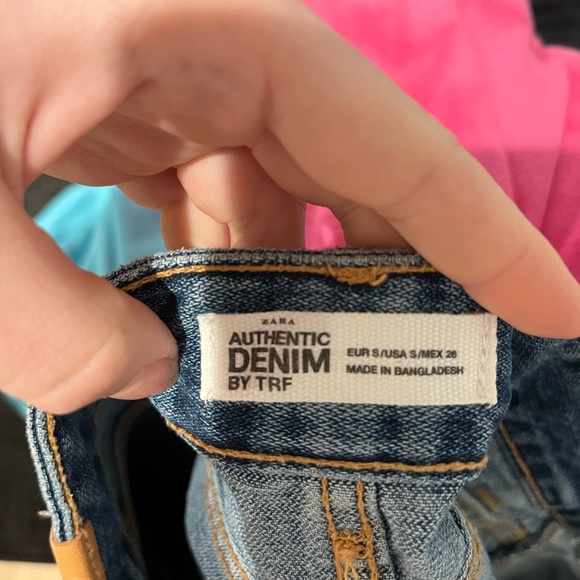 ZARA
AUTHENTIC
DENIM
BY TRF
EUR S/USA S/MEX 26
MADE IN BANGLADESH